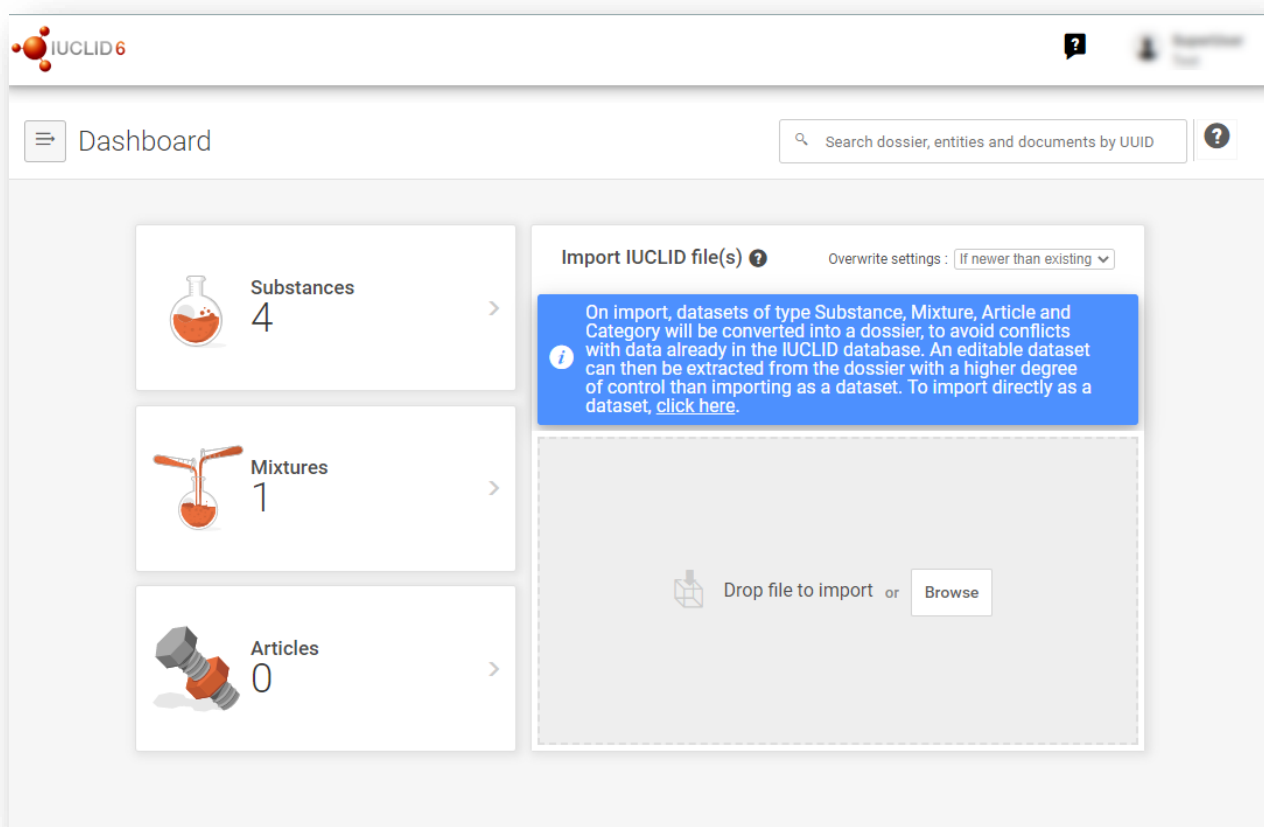 IUCLID 6
Dashboard
Search dossier, entities and documents by UUID
Substances
4
Mixtures
1
Articles
0
Import IUCLID file(s)
Overwrite settings : If newer than existing
On import, datasets of type Substance, Mixture, Article and
Category will be converted into a dossier, to avoid conflicts
with data already in the IUCLID database. An editable dataset
can then be extracted from the dossier with a higher degree
of control than importing as a dataset. To import directly as a
dataset, click here.
Drop file to import or Browse